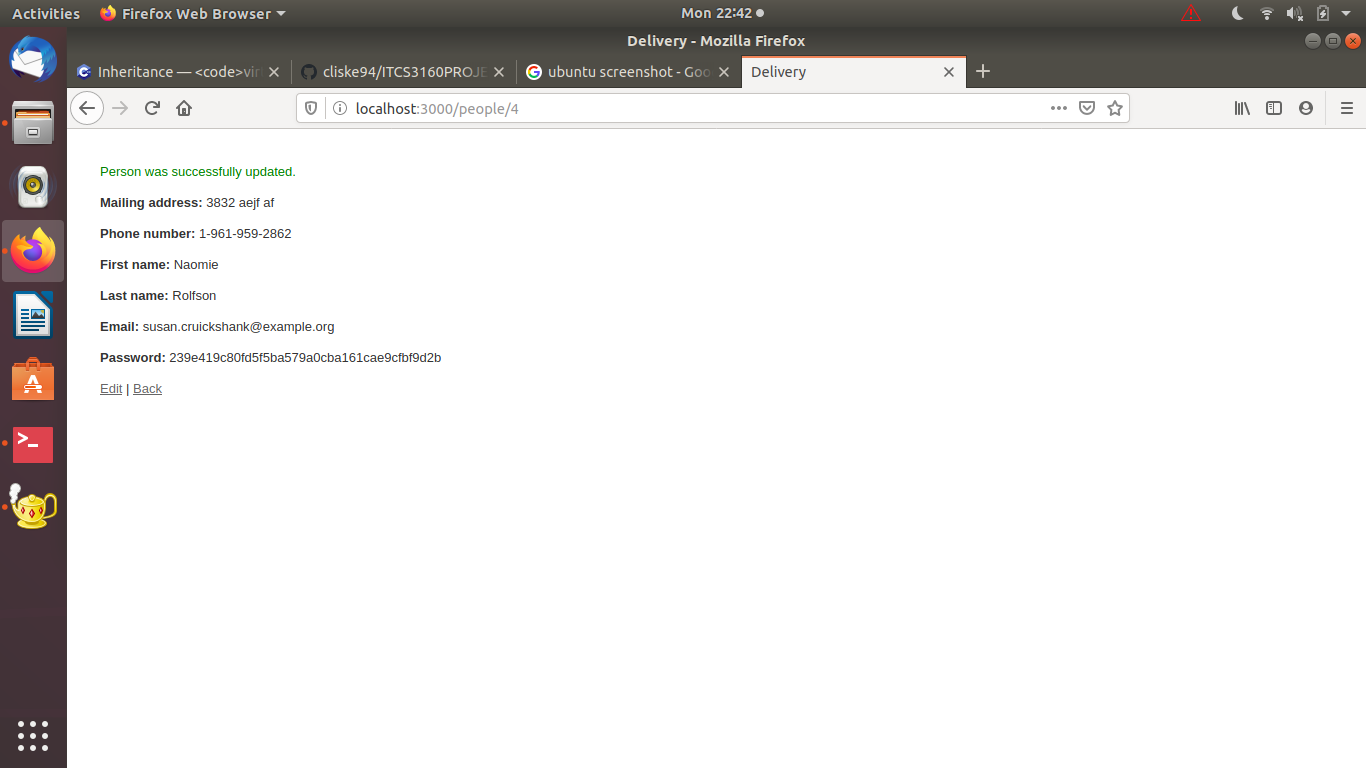 Activities Firefox Web Browser Mon 22:42
Delivery - Mozilla Firefox
Inheritance — <code>vir cliske94/ITCS3160PROJE ubuntu screenshot - Goo Delivery
localhost:3000/people/4
Person was successfully updated.
Mailing address: 3832 aejf af
Phone number: 1-961-959-2862
First name: Naomie
Last name: Rolfson
Email: susan.cruickshank@example.org
Password: 239e419c80fd5f5ba579a0cba161cae9cfbf9d2b
Edit | Back